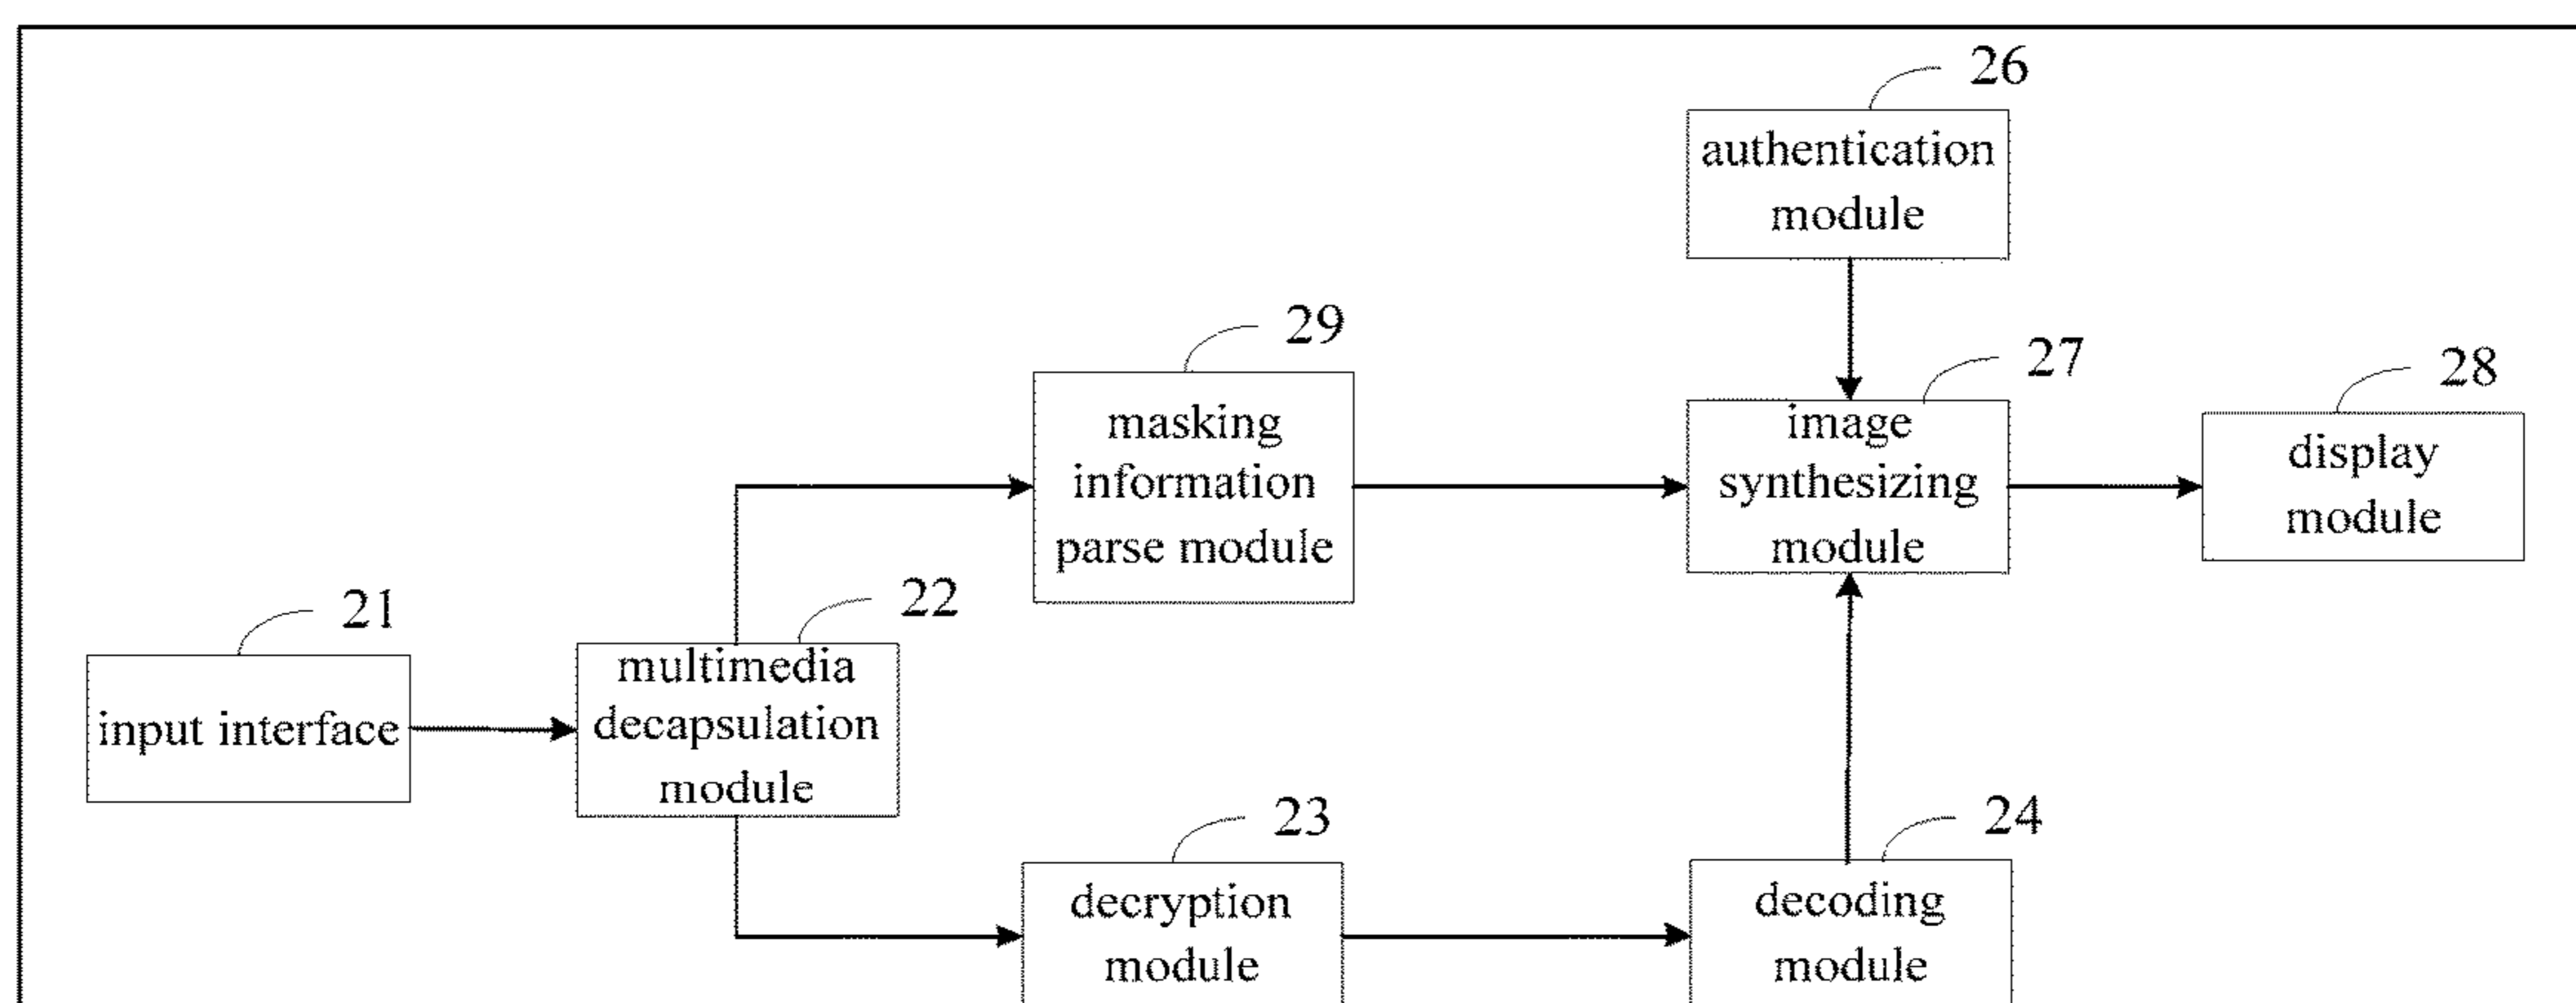 26
authentication
module
29
masking
information
parse module
27
image
synthesizing
module
28
display
module
21
input interface
22
multimedia
decapsulation
module
23
decryption
module
24
decoding
module